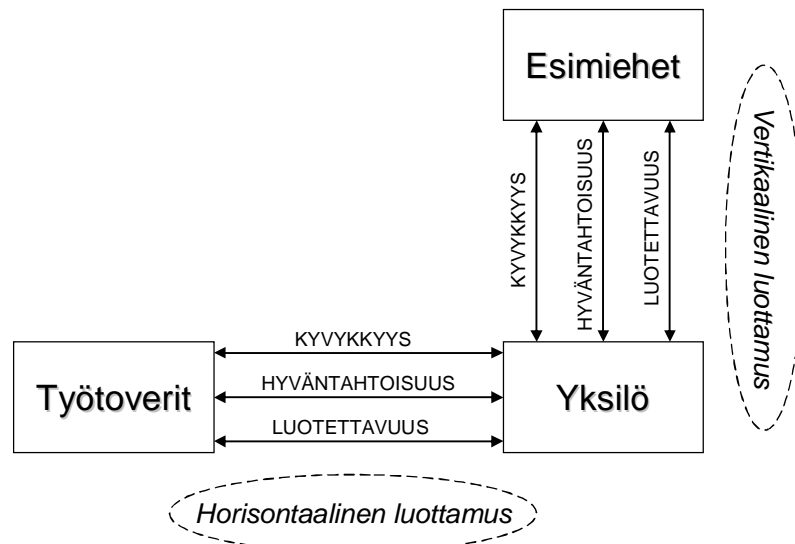 Esimiehet
Vertikaalinen luottamus
KYVYKKYYS
HYVÄNTAHTOISUUS
LUOTETTAVUUS
KYVYKKYYS
HYVÄNTAHTOISUUS
LUOTETTAVUUS
Työtoverit
Yksilö
Horisontaalinen luottamus